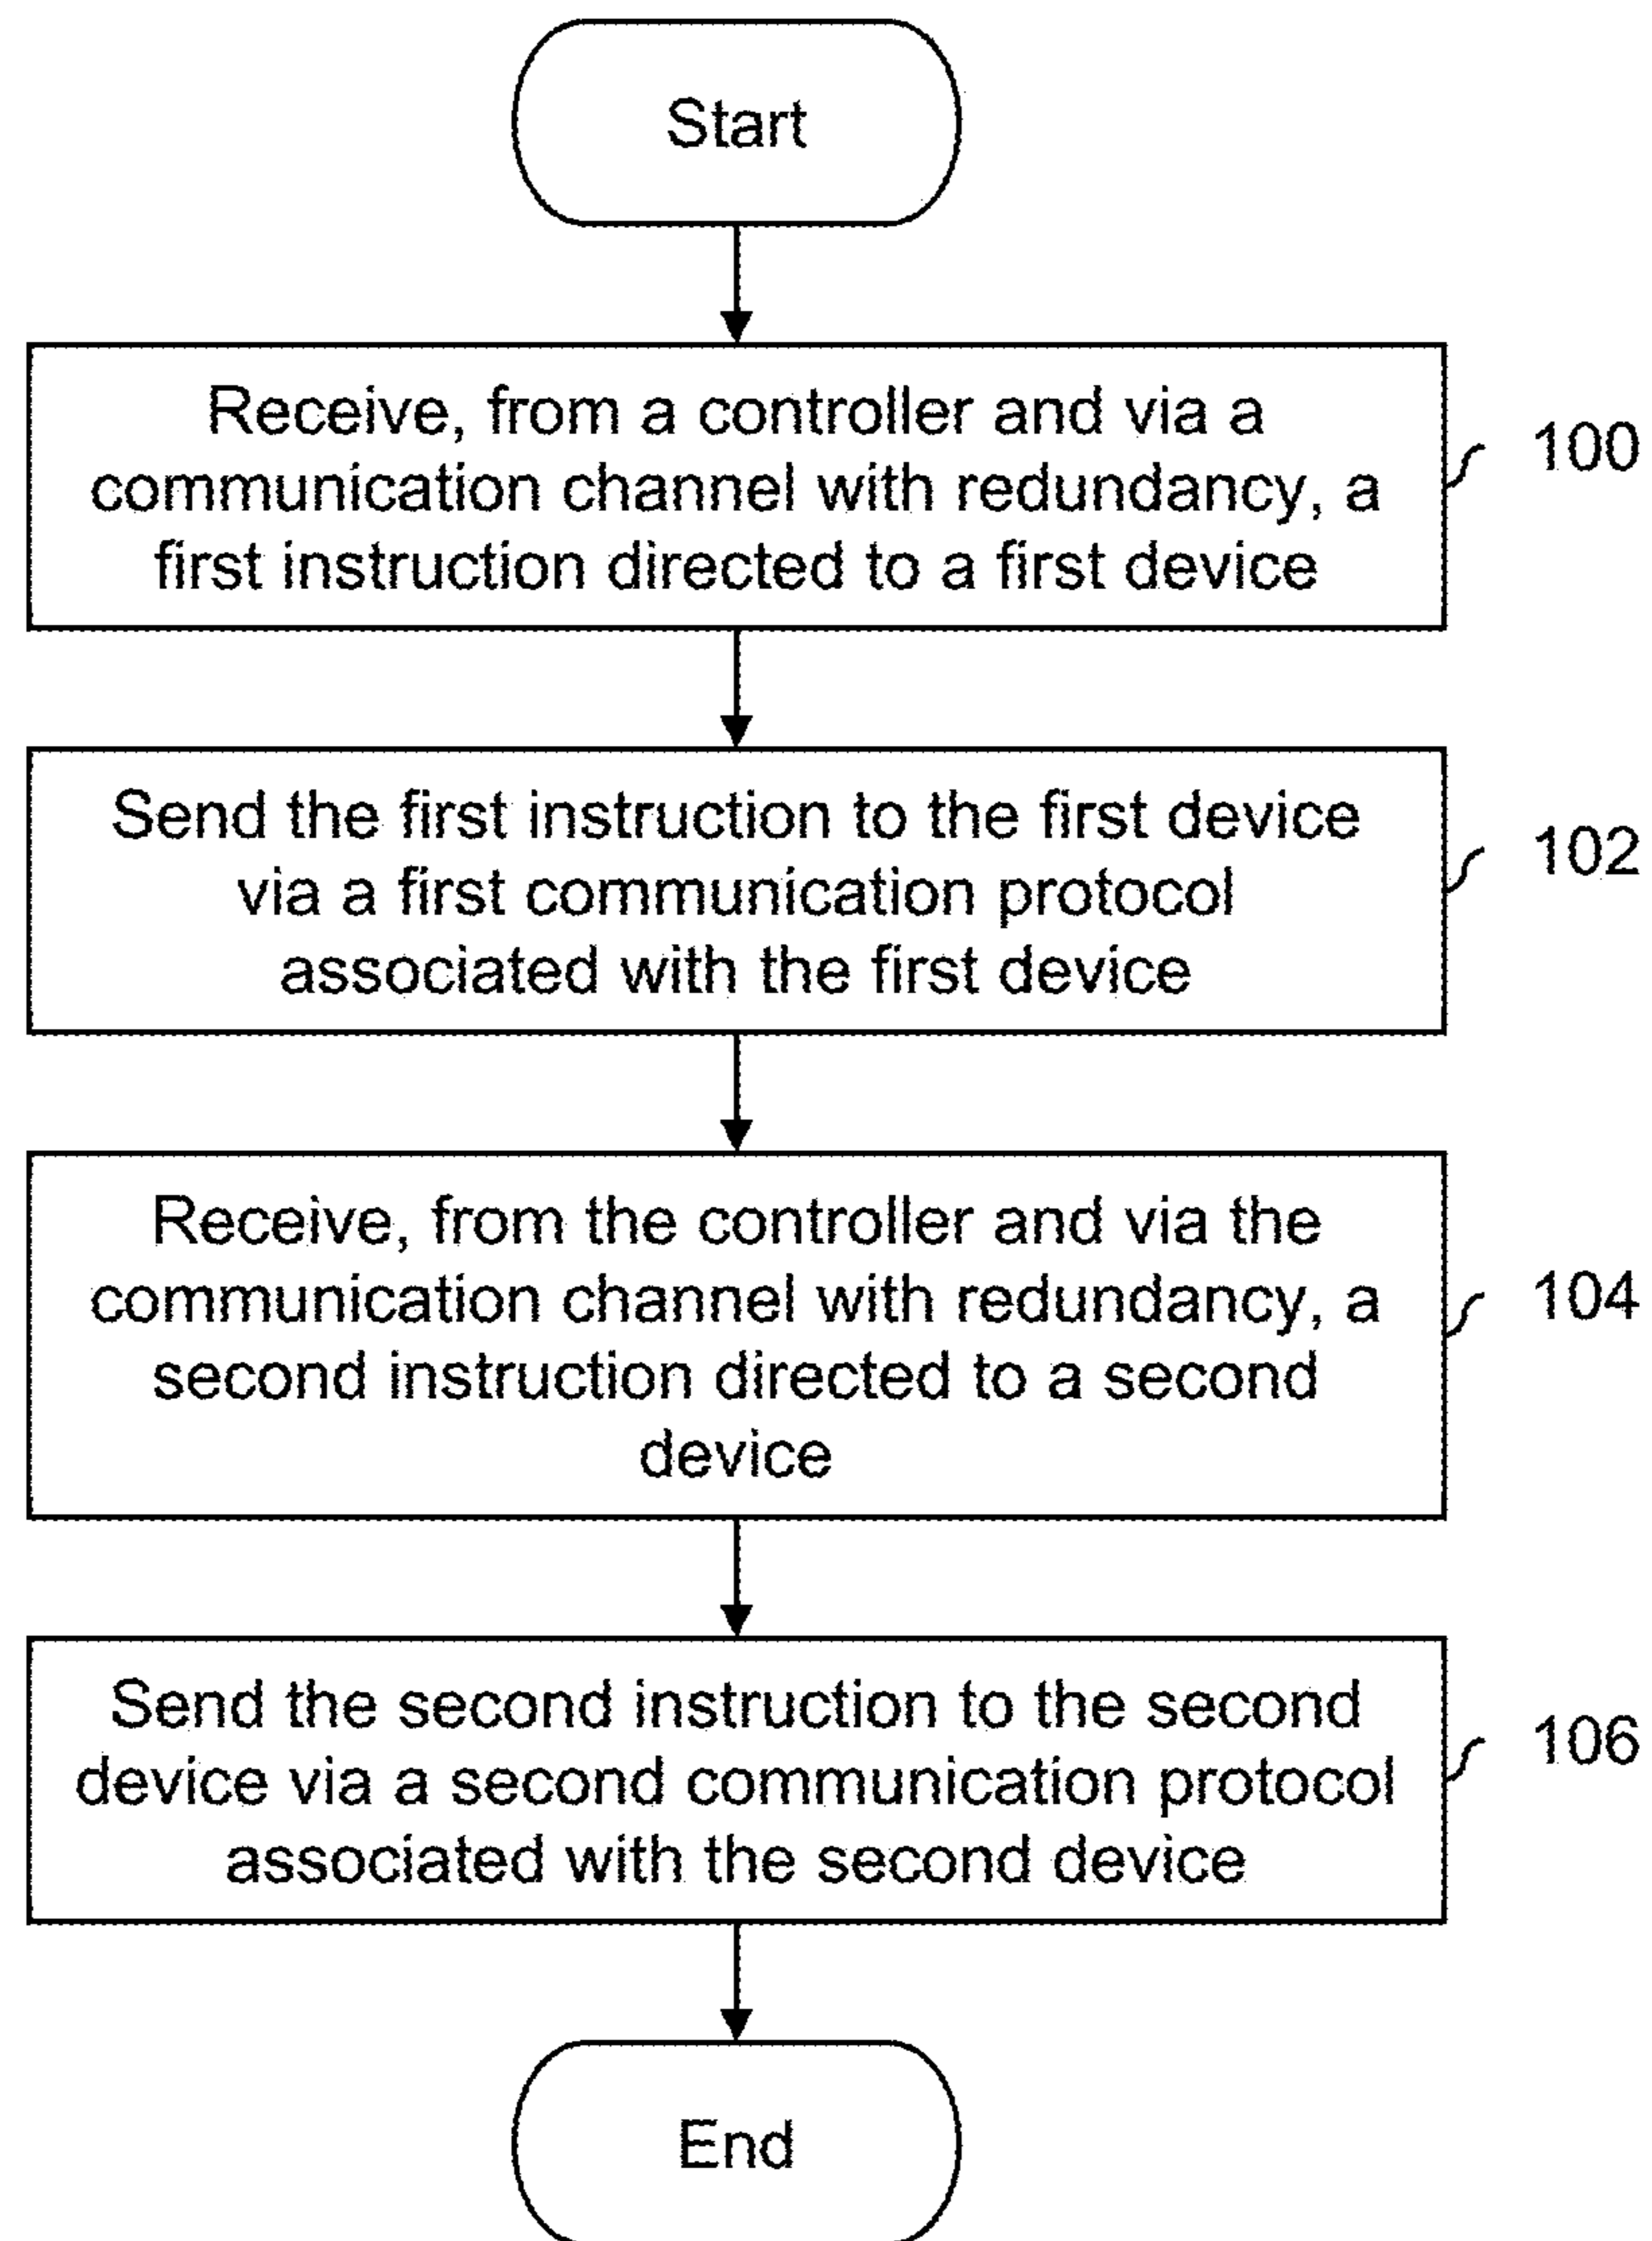 Start
Receive, from a controller and via a
communication channel with redundancy, a
first instruction directed to a first device
100
Send the first instruction to the first device
via a first communication protocol
associated with the first device
102
Receive, from the controller and via the
communication channel with redundancy, a
second instruction directed to a second
device
104
Send the second instruction to the second
device via a second communication protocol
associated with the second device
106
End